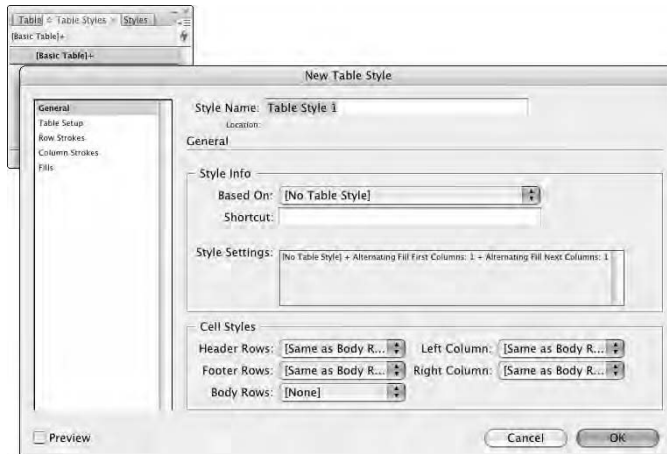 Table Table Styles × Styles
[Basic Table]+
[Basic Table]+
New Table Style
General
Table Setup
Row Strokes
Column Strokes
Fills
Style Name: Table Style 1
Location:
General
Style Info
Based On: [No Table Style]
Shortcut:
Style Settings: [No Table Style] + Alternating Fill First Columns: 1 + Alternating Fill Next Columns: 1
Cell Styles
Header Rows: [Same as Body R... Left Column: [Same as Body R...
Footer Rows: [Same as Body R... Right Column: [Same as Body R...
Body Rows: [None]
Preview
Cancel OK